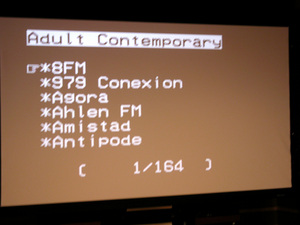 Adult Contemporary
☞*8FM
*979 Conexion
*Agora
*Ahlen FM
*Amistad
*Antipode
( 1/164 )